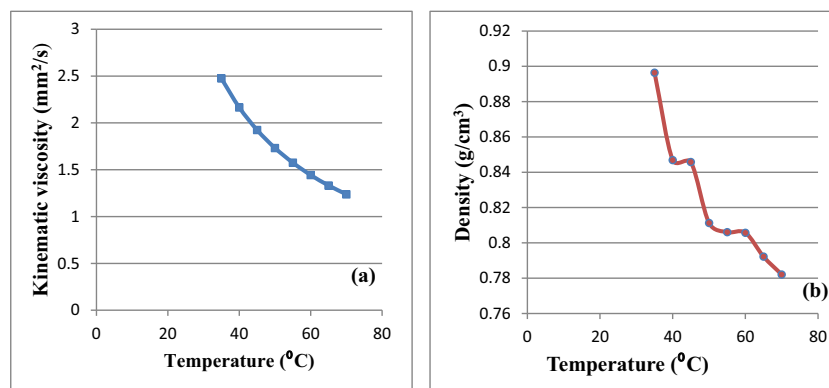 Kinematic viscosity (mm²/s)
3
2.5
2
1.5
1
0.5
0
0 20 40 60 80
Temperature (⁰C)
(a)
Density (g/cm³)
0.92
0.9
0.88
0.86
0.84
0.82
0.8
0.78
0.76
0 20 40 60 80
Temperature (⁰C)
(b)